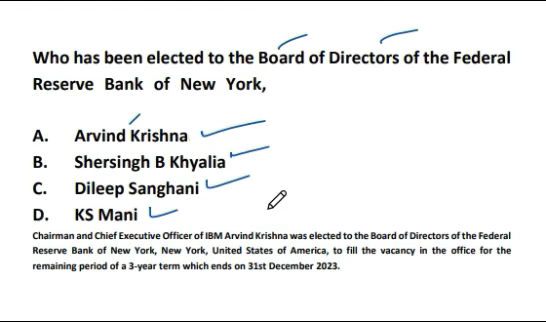 Who has been elected to the Board of Directors of the Federal
Reserve Bank of New York,
A. Arvind Krishna
B. Shersingh B Khyalia
C. Dileep Sanghani
D. KS Mani
Chairman and Chief Executive Officer of IBM Arvind Krishna was elected to the Board of Directors of the Federal
Reserve Bank of New York, New York, United States of America, to fill the vacancy in the office for the
remaining period of a 3-year term which ends on 31st December 2023.